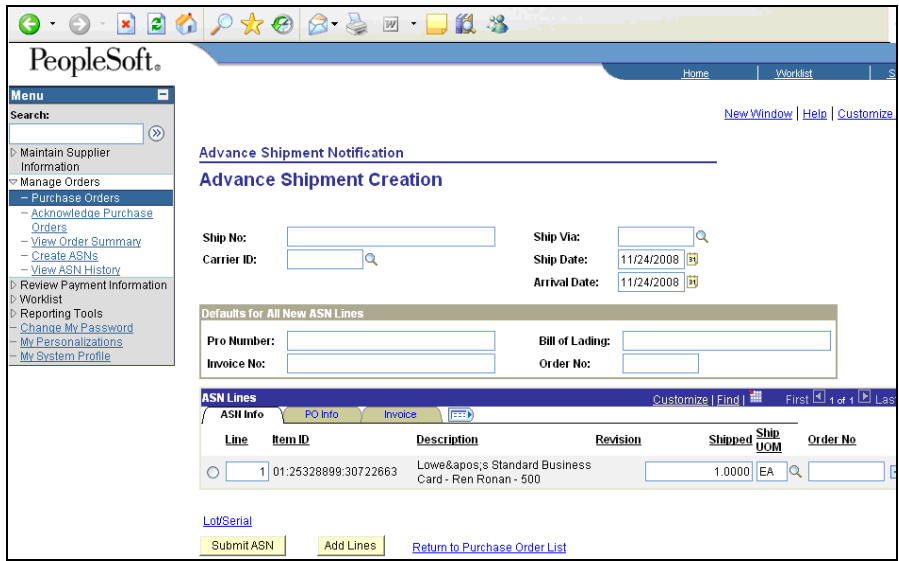 PeopleSoft.
Home Worklist S
Menu
Search:
Maintain Supplier
Information
Manage Orders
Purchase Orders
Acknowledge Purchase
Orders
View Order Summary
Create ASNs
View ASN History
Review Payment Information
Worklist
Reporting Tools
Change My Password
My Personalizations
My System Profile
New Window | Help | Customize
Advance Shipment Notification
Advance Shipment Creation
Ship No: Ship Via:
Carrier ID: Ship Date: 11/24/2008
Arrival Date: 11/24/2008
Defaults for All New ASN Lines
Pro Number: Bill of Lading:
Invoice No: Order No:
ASN Lines Customize | Find | First 1 of 1 Las
ASN Info PO Info Invoice
Line Item ID Description Revision Shipped Ship UOM Order No
1 01:25328899:30722663 Lowe&apos;s Standard Business
Card - Ren Ronan - 500 1.0000 EA
Lot/Serial
Submit ASN Add Lines Return to Purchase Order List